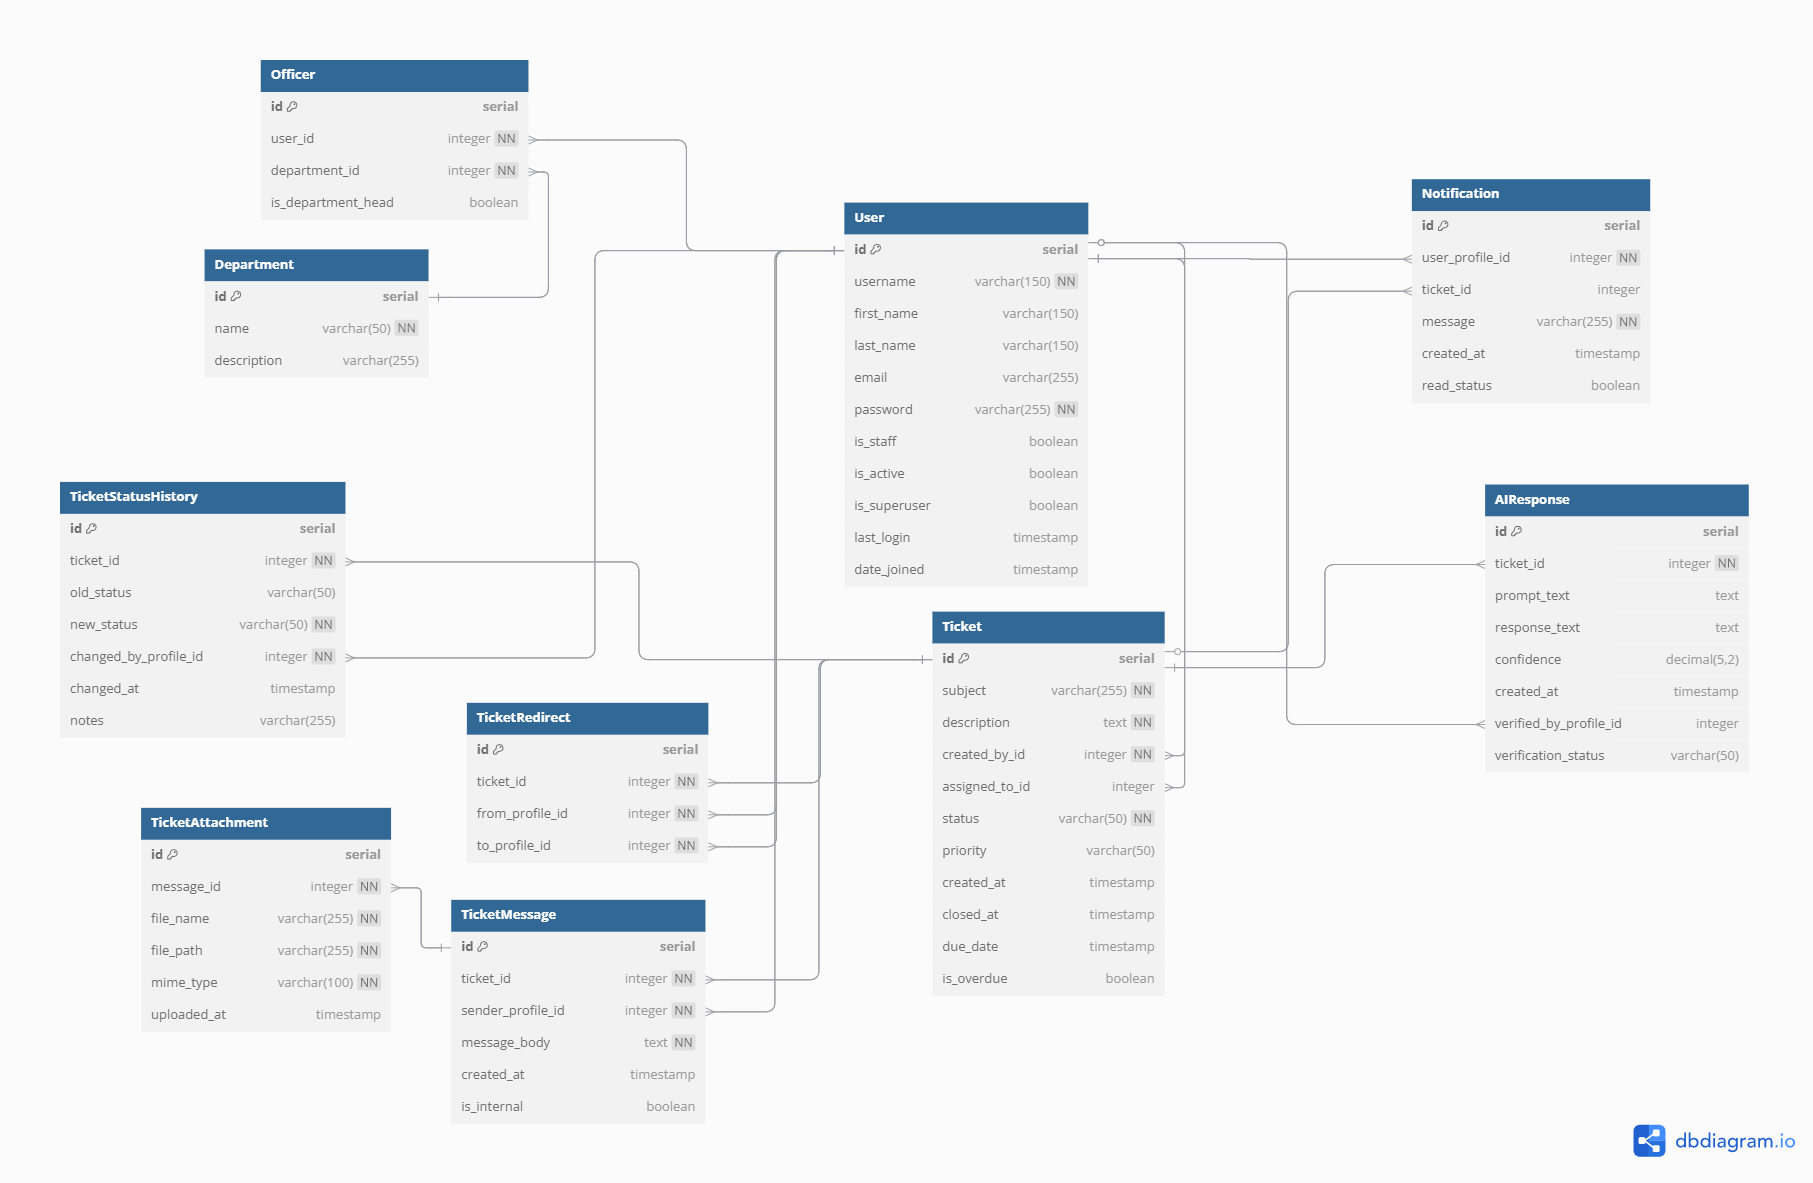 Officer
id serial
user_id integer NN
department_id integer NN
is_department_head boolean
Department
id serial
name varchar(50) NN
description varchar(255)
User
id serial
username varchar(150) NN
first_name varchar(150)
last_name varchar(150)
email varchar(255)
password varchar(255) NN
is_staff boolean
is_active boolean
is_superuser boolean
last_login timestamp
date_joined timestamp
Notification
id serial
user_profile_id integer NN
ticket_id integer
message varchar(255) NN
created_at timestamp
read_status boolean
TicketStatusHistory
id serial
ticket_id integer NN
old_status varchar(50)
new_status varchar(50) NN
changed_by_profile_id integer NN
changed_at timestamp
notes varchar(255)
AIResponse
id serial
ticket_id integer NN
prompt_text text
response_text text
confidence decimal(5,2)
created_at timestamp
verified_by_profile_id integer
verification_status varchar(50)
Ticket
id serial
subject varchar(255) NN
description text NN
created_by_id integer NN
assigned_to_id integer
status varchar(50) NN
priority varchar(50)
created_at timestamp
closed_at timestamp
due_date timestamp
is_overdue boolean
TicketRedirect
id serial
ticket_id integer NN
from_profile_id integer NN
to_profile_id integer NN
TicketAttachment
id serial
message_id integer NN
file_name varchar(255) NN
file_path varchar(255) NN
mime_type varchar(100) NN
uploaded_at timestamp
TicketMessage
id serial
ticket_id integer NN
sender_profile_id integer NN
message_body text NN
created_at timestamp
is_internal boolean
dbdiagram.io